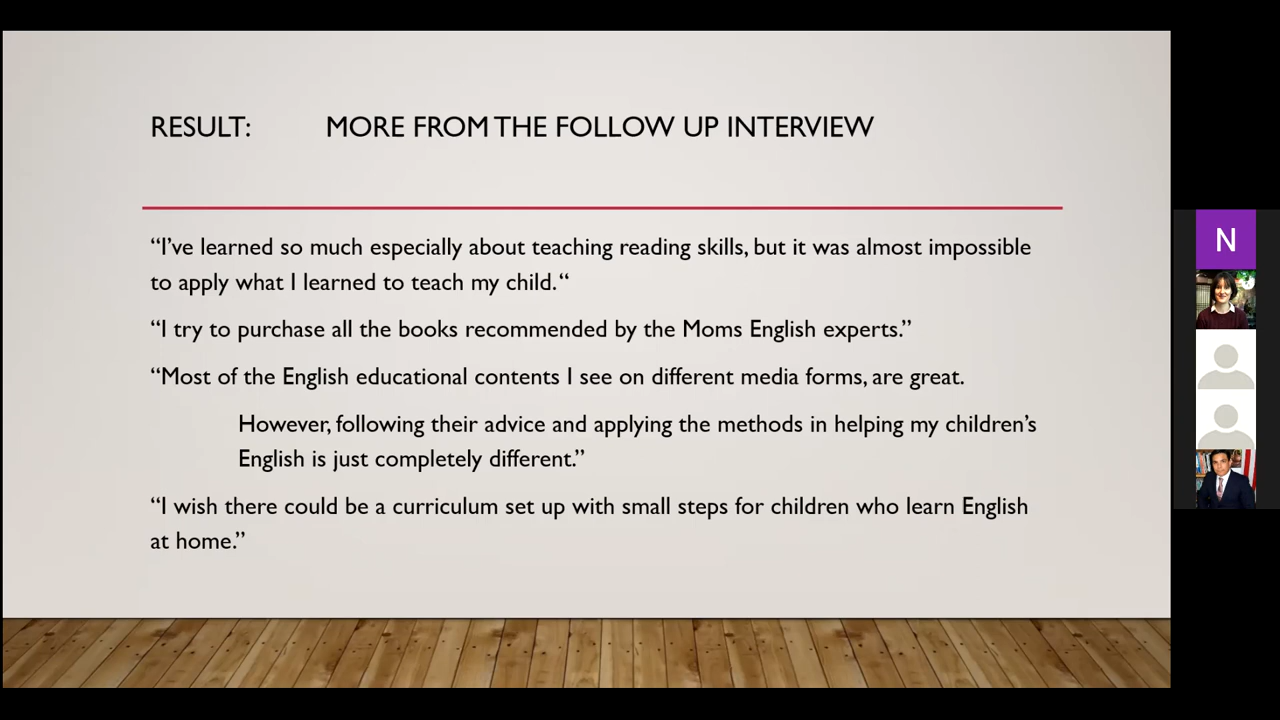 RESULT: MORE FROM THE FOLLOW UP INTERVIEW
“I’ve learned so much especially about teaching reading skills, but it was almost impossible
to apply what I learned to teach my child.“
“I try to purchase all the books recommended by the Moms English experts.”
“Most of the English educational contents I see on different media forms, are great.
However, following their advice and applying the methods in helping my children’s
English is just completely different.”
“I wish there could be a curriculum set up with small steps for children who learn English
at home.”
N